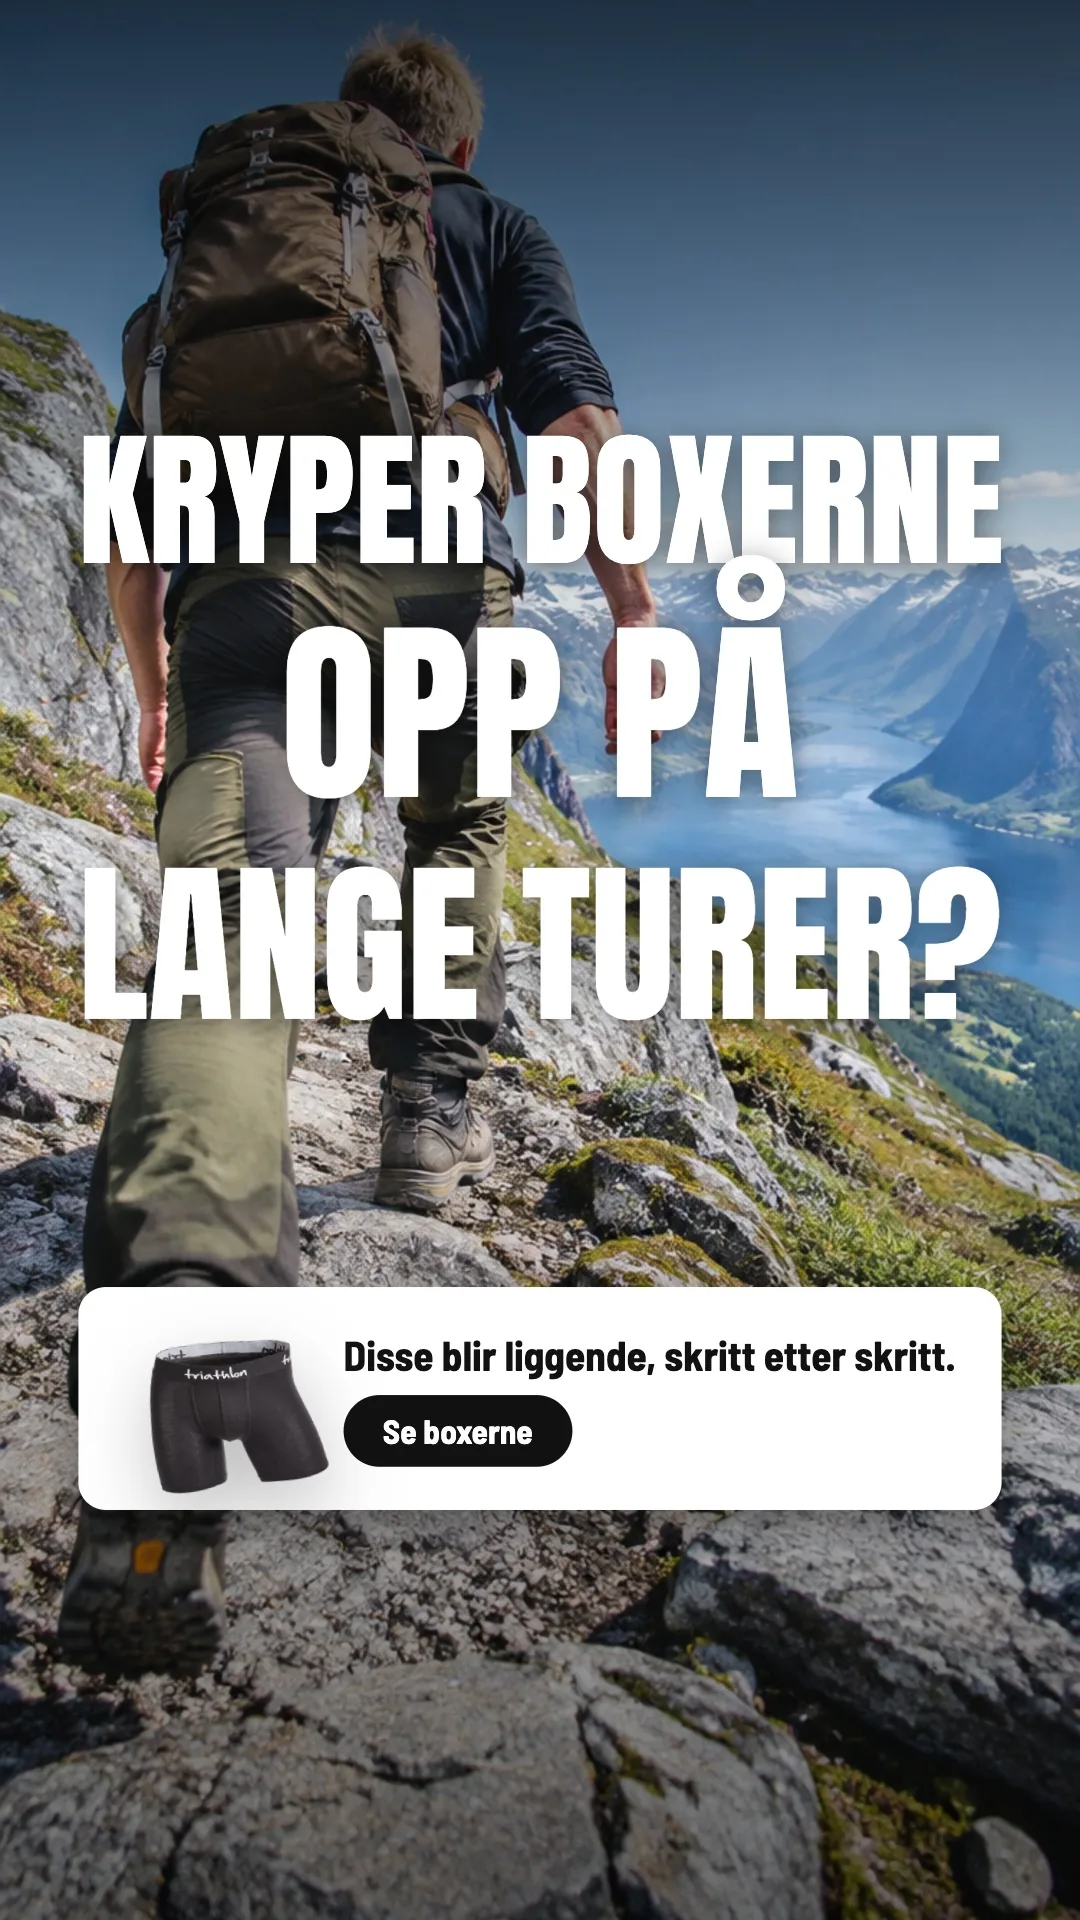 KRYPER BOXERNE
OPP PÅ
LANGE TURER?
Disse blir liggende, skritt etter skritt.
triathlon
Se boxerne